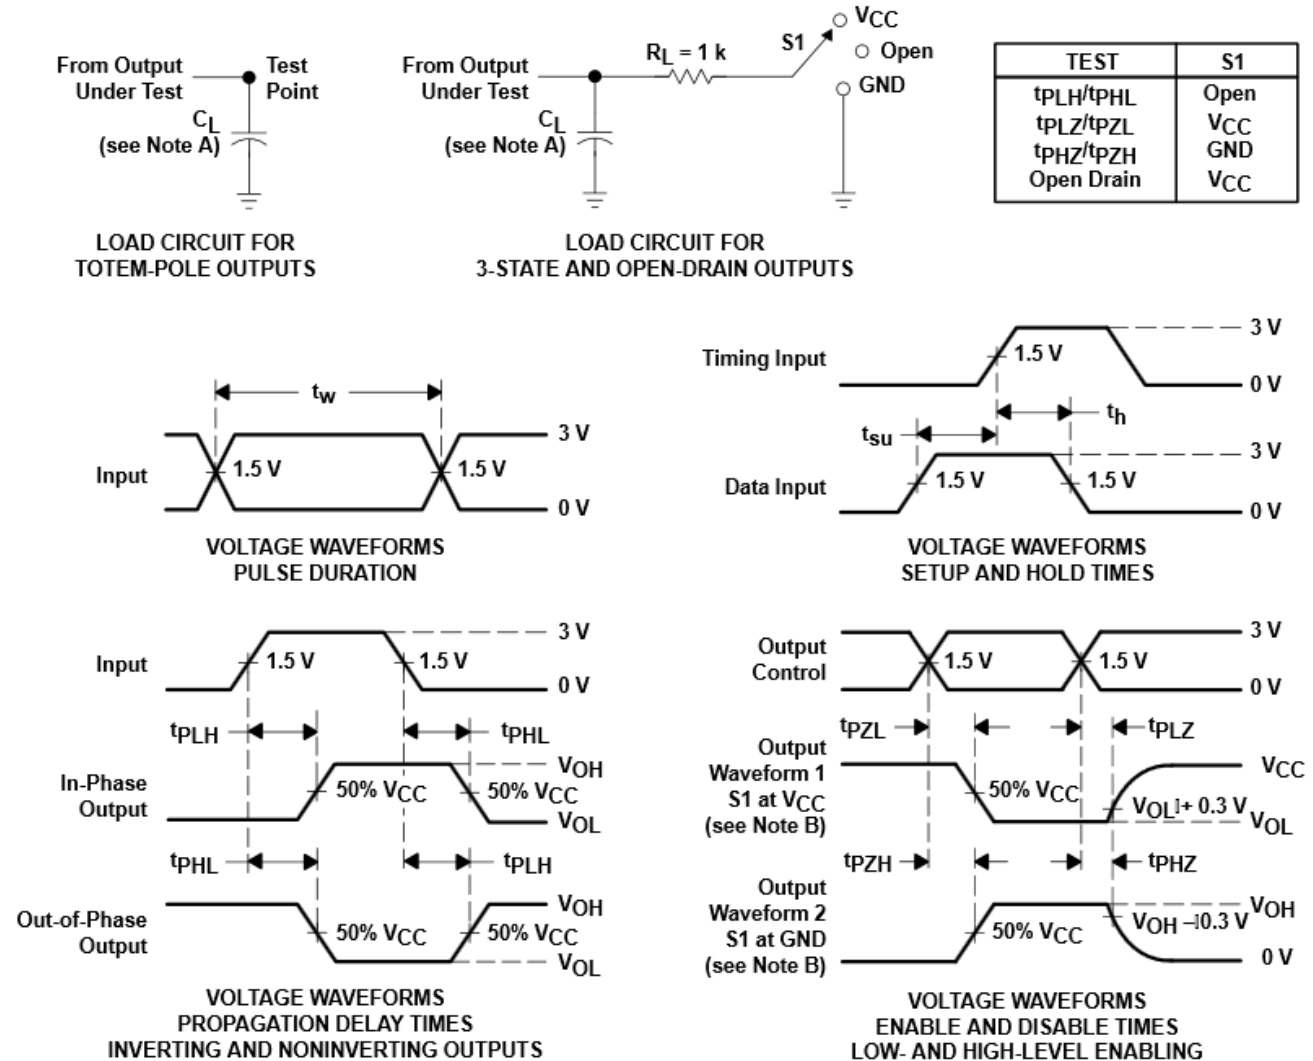 From Output
Under Test
Test
Point
CL
(see Note A)
LOAD CIRCUIT FOR
TOTEM-POLE OUTPUTS
From Output
Under Test
RL = 1 k
S1
VCC
Open
GND
CL
(see Note A)
LOAD CIRCUIT FOR
3-STATE AND OPEN-DRAIN OUTPUTS
TEST S1
tPLH/tPHL Open
tPLZ/tPZL VCC
tPHZ/tPZH GND
Open Drain VCC
tw
Input
1.5 V
1.5 V
3 V
0 V
VOLTAGE WAVEFORMS
PULSE DURATION
Timing Input
1.5 V
3 V
0 V
tsu
th
Data Input
1.5 V
1.5 V
3 V
0 V
VOLTAGE WAVEFORMS
SETUP AND HOLD TIMES
Input
1.5 V
1.5 V
3 V
0 V
tPLH
tPHL
In-Phase
Output
50% VCC
50% VCC
VOH
VOL
tPHL
tPLH
Out-of-Phase
Output
50% VCC
50% VCC
VOH
VOL
VOLTAGE WAVEFORMS
PROPAGATION DELAY TIMES
INVERTING AND NONINVERTING OUTPUTS
Output
Control
1.5 V
1.5 V
3 V
0 V
tPZL
tPLZ
Output
Waveform 1
S1 at VCC
(see Note B)
50% VCC
VOL + 0.3 V
VCC
VOL
tPZH
tPHZ
Output
Waveform 2
S1 at GND
(see Note B)
50% VCC
VOH – 0.3 V
VOH
0 V
VOLTAGE WAVEFORMS
ENABLE AND DISABLE TIMES
LOW- AND HIGH-LEVEL ENABLING